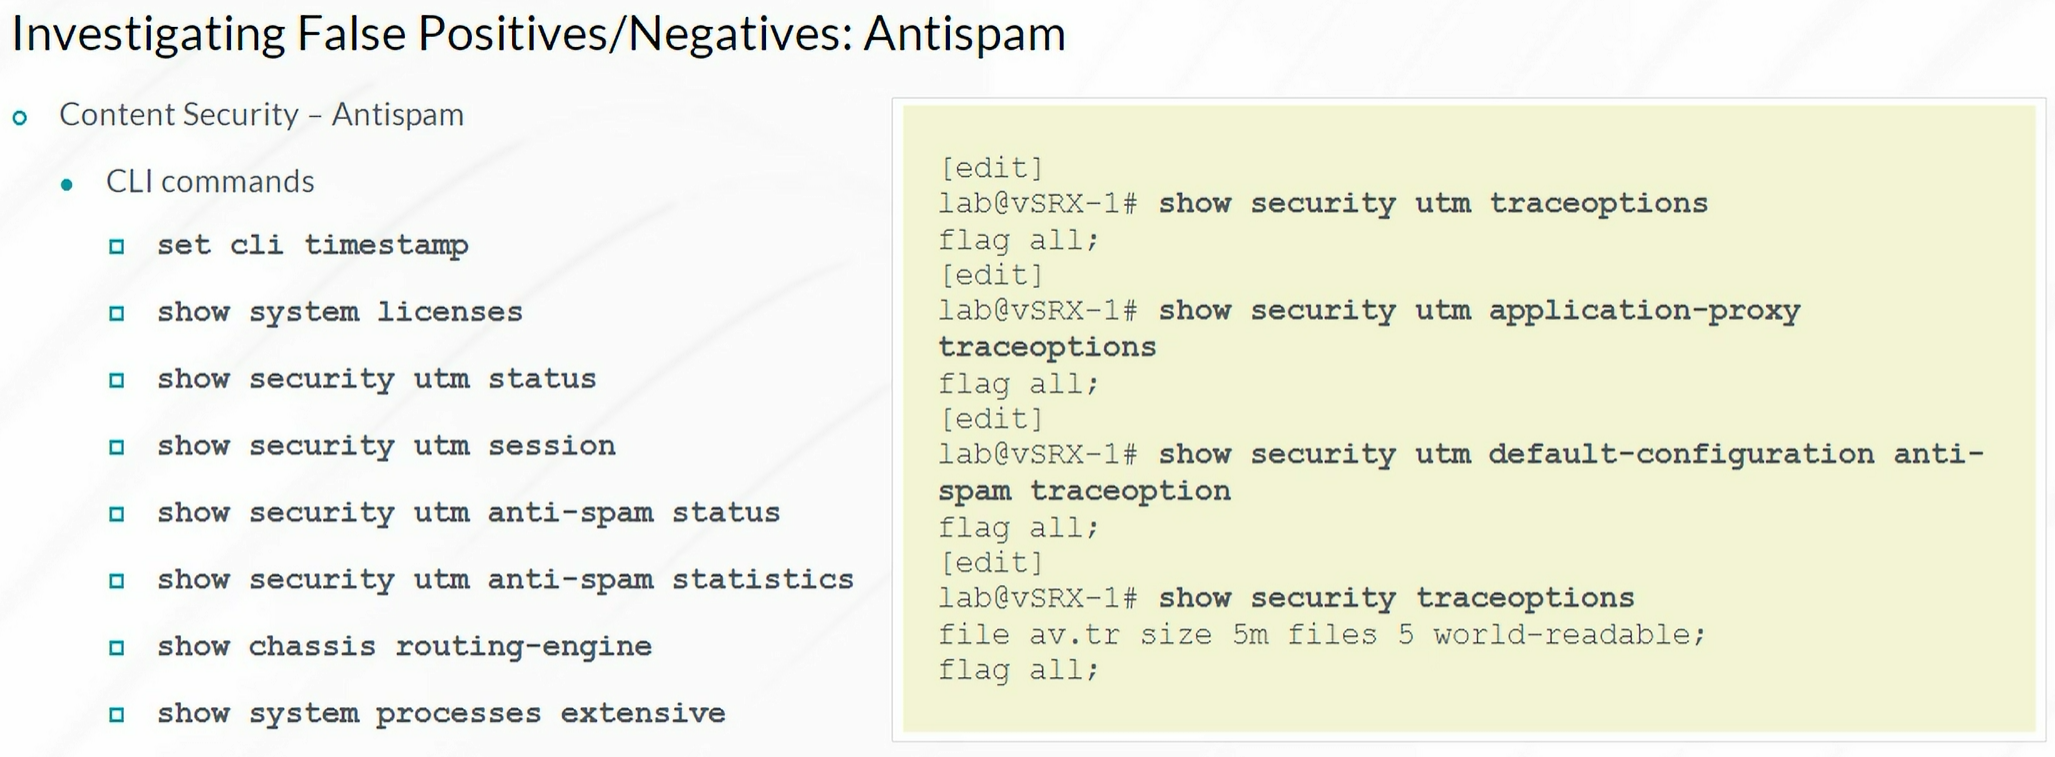 Investigating False Positives/Negatives: Antispam
Content Security – Antispam
CLI commands
set cli timestamp
show system licenses
show security utm status
show security utm session
show security utm anti-spam status
show security utm anti-spam statistics
show chassis routing-engine
show system processes extensive
[edit]
lab@vSRX-1# show security utm traceoptions
flag all;
[edit]
lab@vSRX-1# show security utm application-proxy
traceoptions
flag all;
[edit]
lab@vSRX-1# show security utm default-configuration anti-
spam traceoption
flag all;
[edit]
lab@vSRX-1# show security traceoptions
file av.tr size 5m files 5 world-readable;
flag all;